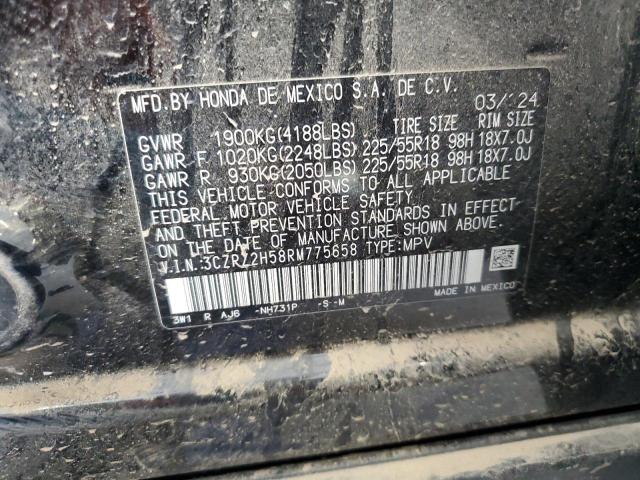 MFD.BY HONDA DE MEXICO S.A. DE C.V. 03/'24
GVWR 1900KG(4188LBS) TIRE SIZE RIM SIZE
GAWR F 1020KG(2248LBS) 225/55R18 98H 18X7.0J
GAWR R 930KG(2050LBS) 225/55R18 98H 18X7.0J
THIS VEHICLE CONFORMS TO ALL APPLICABLE
FEDERAL MOTOR VEHICLE SAFETY
AND THEFT PREVENTION STANDARDS IN EFFECT
ON THE DATE OF MANUFACTURE SHOWN ABOVE.
V.I.N.:3CZRZ2H58RM775658 TYPE:MPV
3W1 R AJ6 -NH731P -S-M MADE IN MEXICO